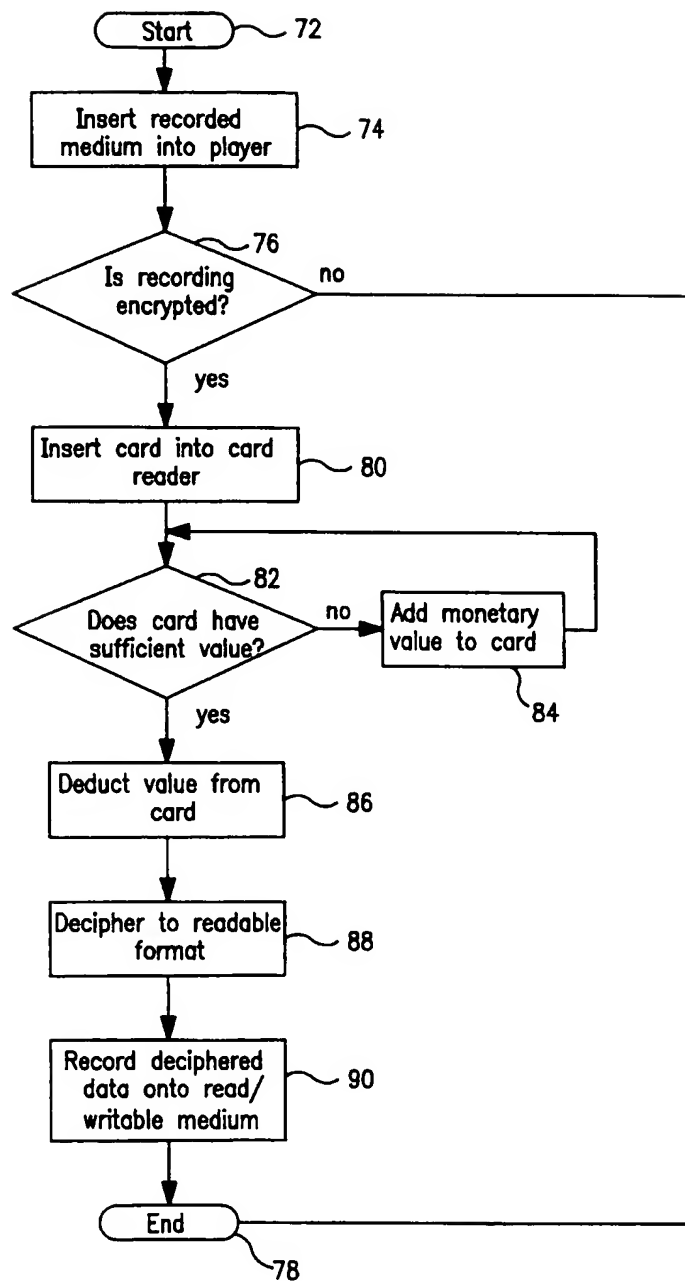 Start
72
Insert recorded
medium into player
74
76
Is recording
encrypted?
no
yes
Insert card into card
reader
80
82
Does card have
sufficient value?
no
Add monetary
value to card
84
yes
Deduct value from
card
86
Decipher to readable
format
88
Record deciphered
data onto read/
writable medium
90
End
78